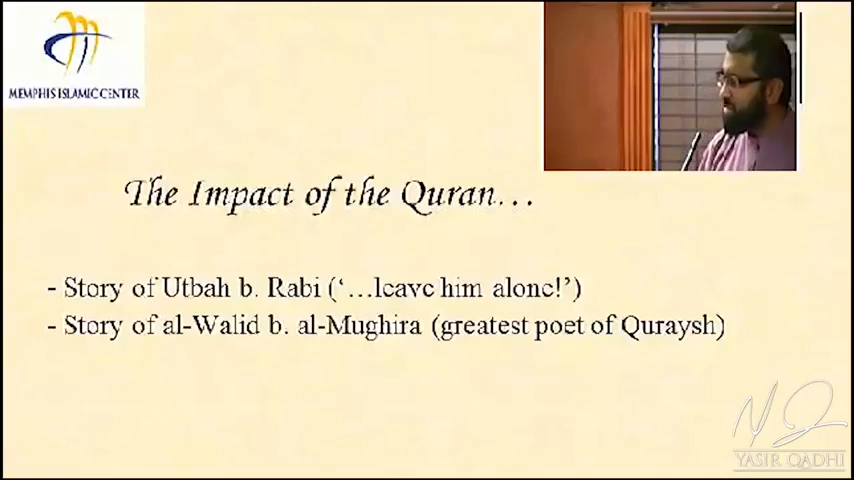 MEMPHIS ISLAMIC CENTER
The Impact of the Quran...
- Story of Utbah b. Rabi ('...leave him alone!')
- Story of al-Walid b. al-Mughira (greatest poet of Quraysh)
YASIR QADHI